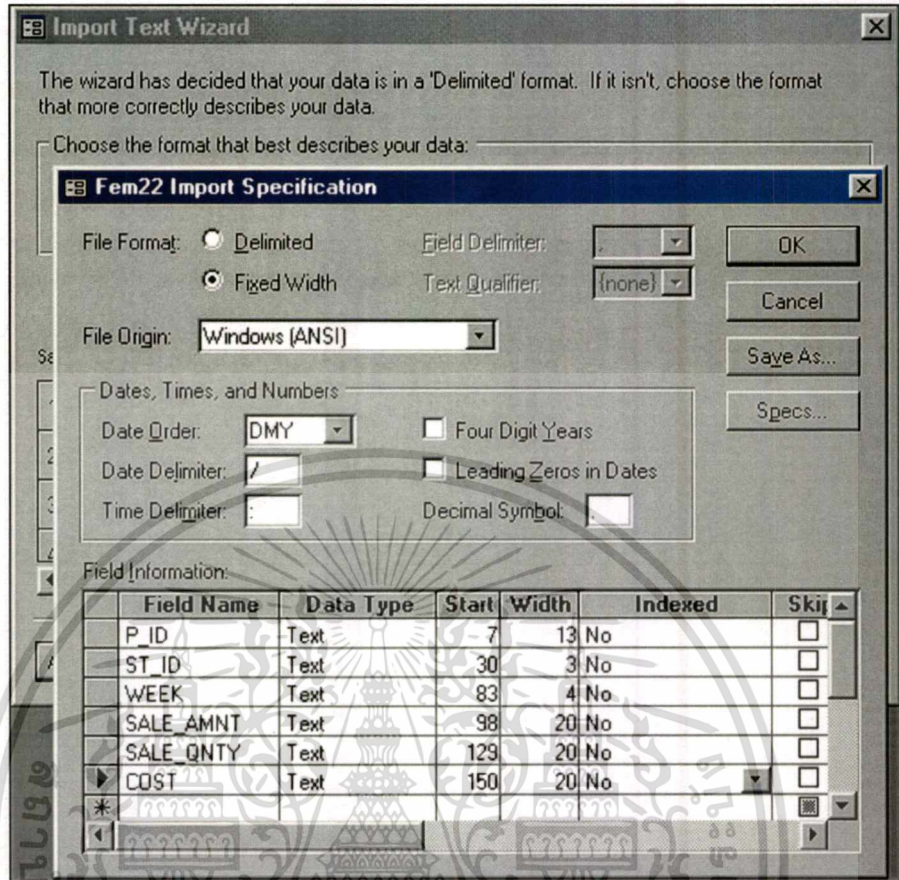 Import Text Wizard
The wizard has decided that your data is in a 'Delimited' format. If it isn't, choose the format
that more correctly describes your data.
Choose the format that best describes your data:
Fem22 Import Specification
File Format: Delimited Field Delimiter: OK
Fixed Width Text Qualifier: {none}
Cancel
File Origin: Windows (ANSI)
Save As...
Dates, Times, and Numbers
Specs...
Date Order: DMY Four Digit Years
Date Delimiter: / Leading Zeros in Dates
Time Delimiter: : Decimal Symbol: .
Field Information:
Field Name Data Type Start Width Indexed Skip
P_ID Text 7 13 No
ST_ID Text 30 3 No
WEEK Text 83 4 No
SALE_AMNT Text 98 20 No
SALE_QNTY Text 129 20 No
COST Text 150 20 No